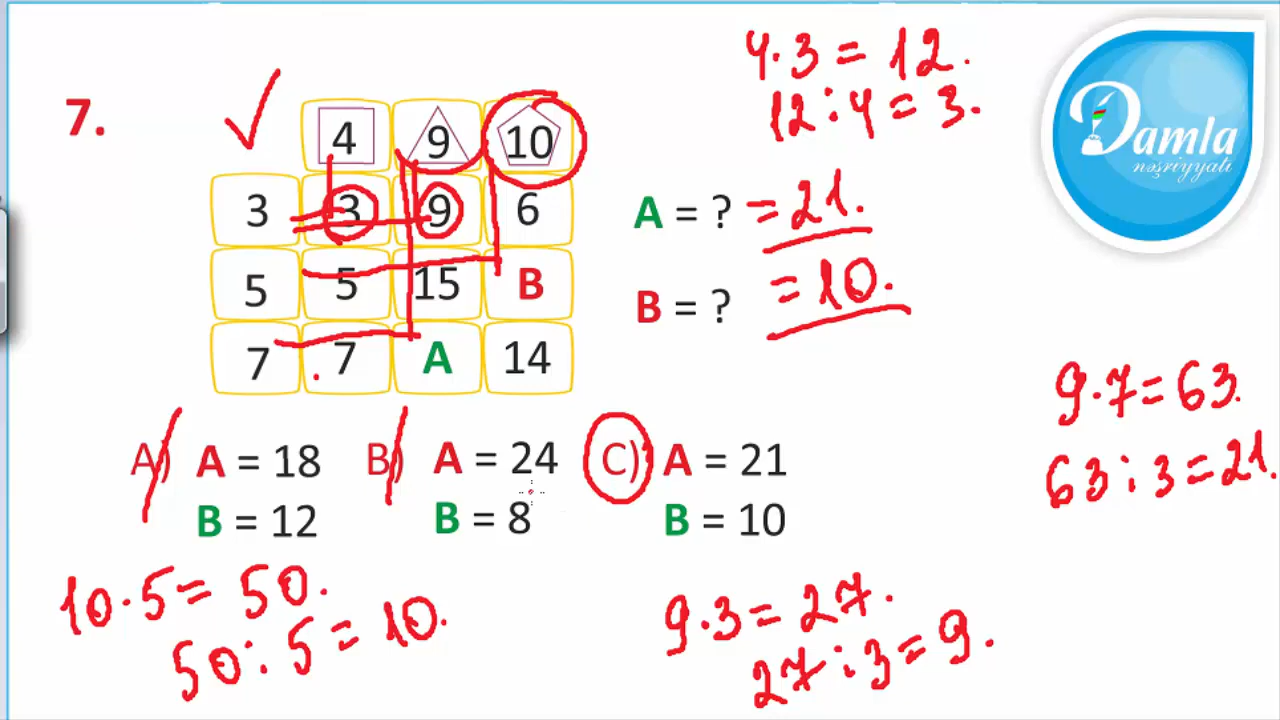 4·3 = 12.
12 : 4 = 3.
Damla
nəşriyyatı
7.
4 9 10
3 3 9 6
5 5 15 B
7 7 A 14
A = ? = 21.
B = ? = 10.
9·7 = 63.
63 : 3 = 21.
A) A = 18 B) A = 24 C) A = 21
B = 12 B = 8 B = 10
10·5 = 50.
50 : 5 = 10.
9·3 = 27.
27 : 3 = 9.